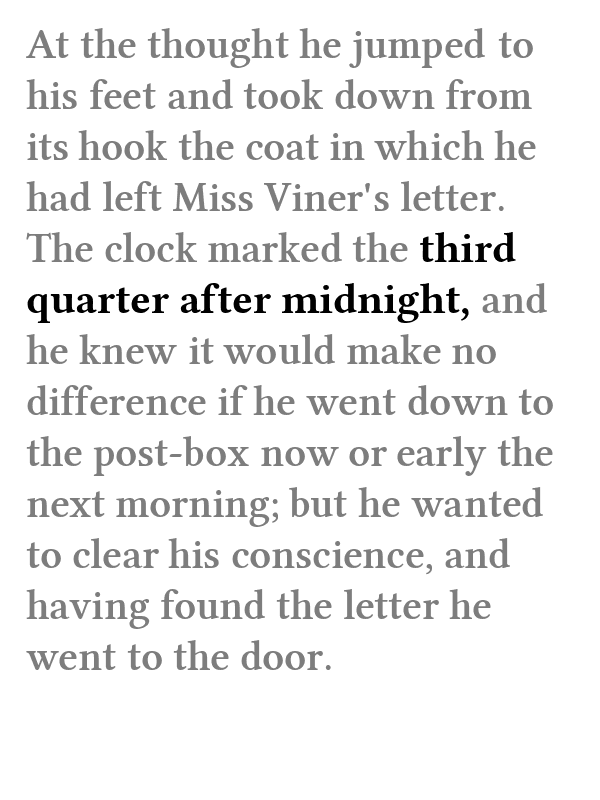 At the thought he jumped to
his feet and took down from
its hook the coat in which he
had left Miss Viner's letter.
The clock marked the third
quarter after midnight, and
he knew it would make no
difference if he went down to
the post-box now or early the
next morning; but he wanted
to clear his conscience, and
having found the letter he
went to the door.